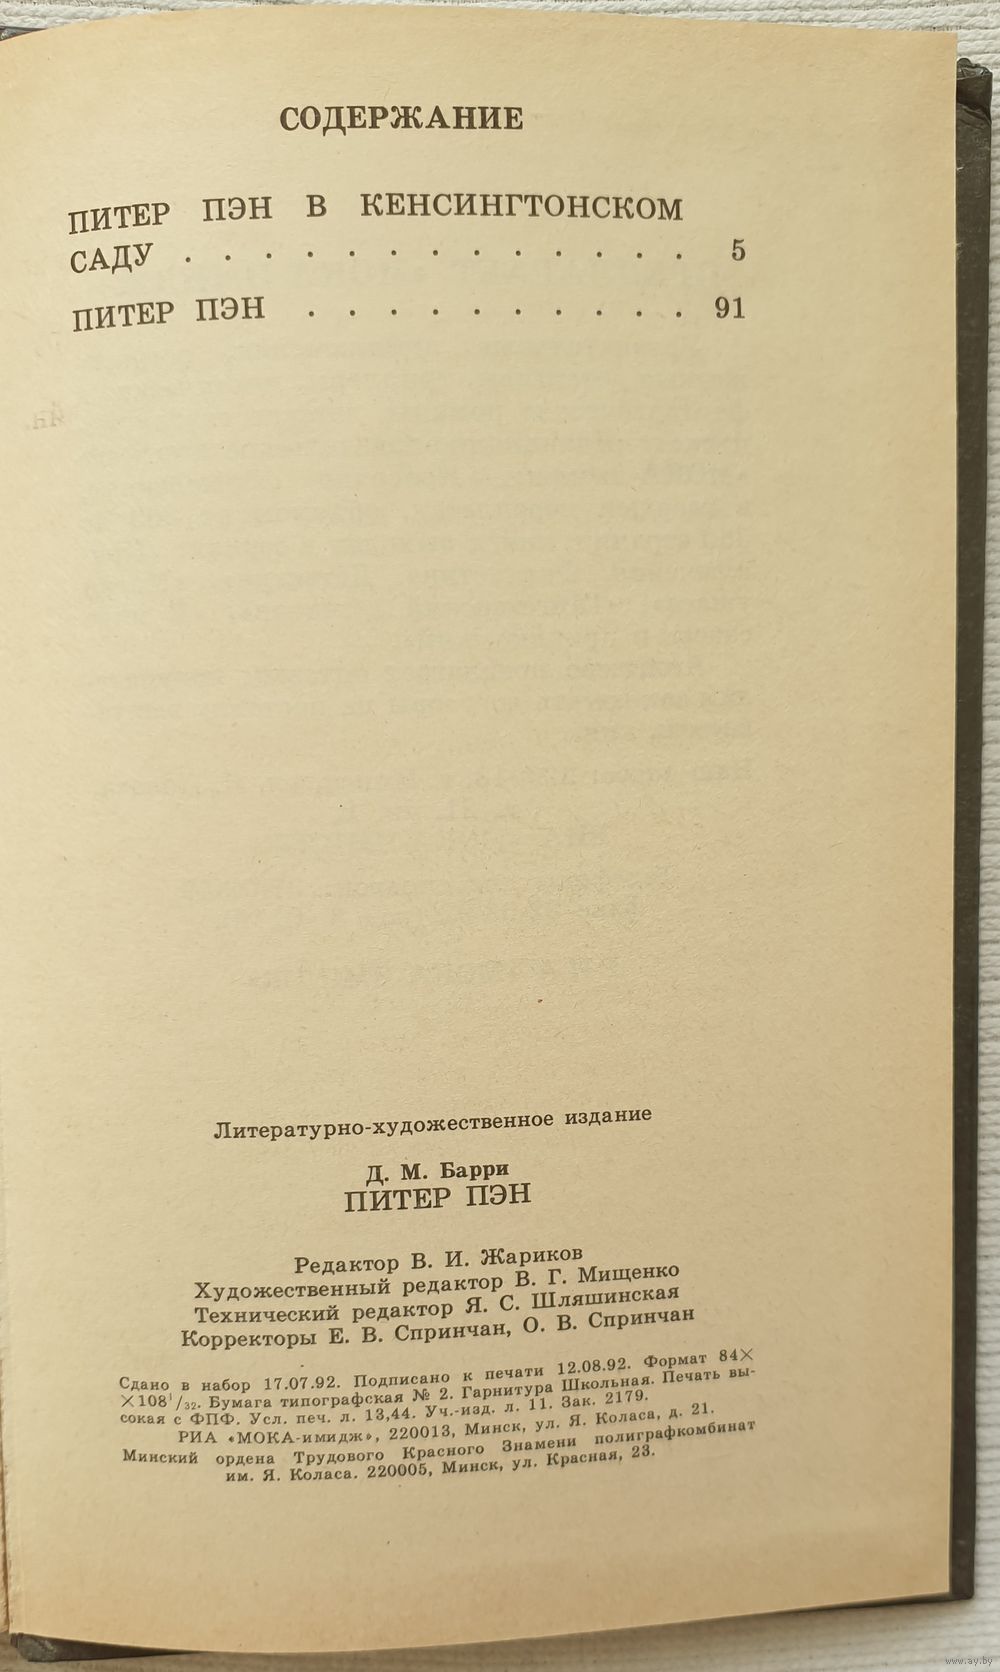 СОДЕРЖАНИЕ
ПИТЕР ПЭН В КЕНСИНГТОНСКОМ
САДУ . . . . . . . . . . . . . 5
ПИТЕР ПЭН . . . . . . . . . . 91
Литературно-художественное издание
Д. М. Барри
ПИТЕР ПЭН
Редактор В. И. Жариков
Художественный редактор В. Г. Мищенко
Технический редактор Я. С. Шляшинская
Корректоры Е. В. Спринчан, О. В. Спринчан
Сдано в набор 17.07.92. Подписано к печати 12.08.92. Формат 84×
×108¹/₃₂. Бумага типографская № 2. Гарнитура Школьная. Печать вы-
сокая с ФПФ. Усл. печ. л. 13,44. Уч.-изд. л. 11. Зак. 2179.
РИА «МОКА-имидж», 220013, Минск, ул. Я. Коласа, д. 21.
Минский ордена Трудового Красного Знамени полиграфкомбинат
им. Я. Коласа. 220005, Минск, ул. Красная, 23.
www.ay.by